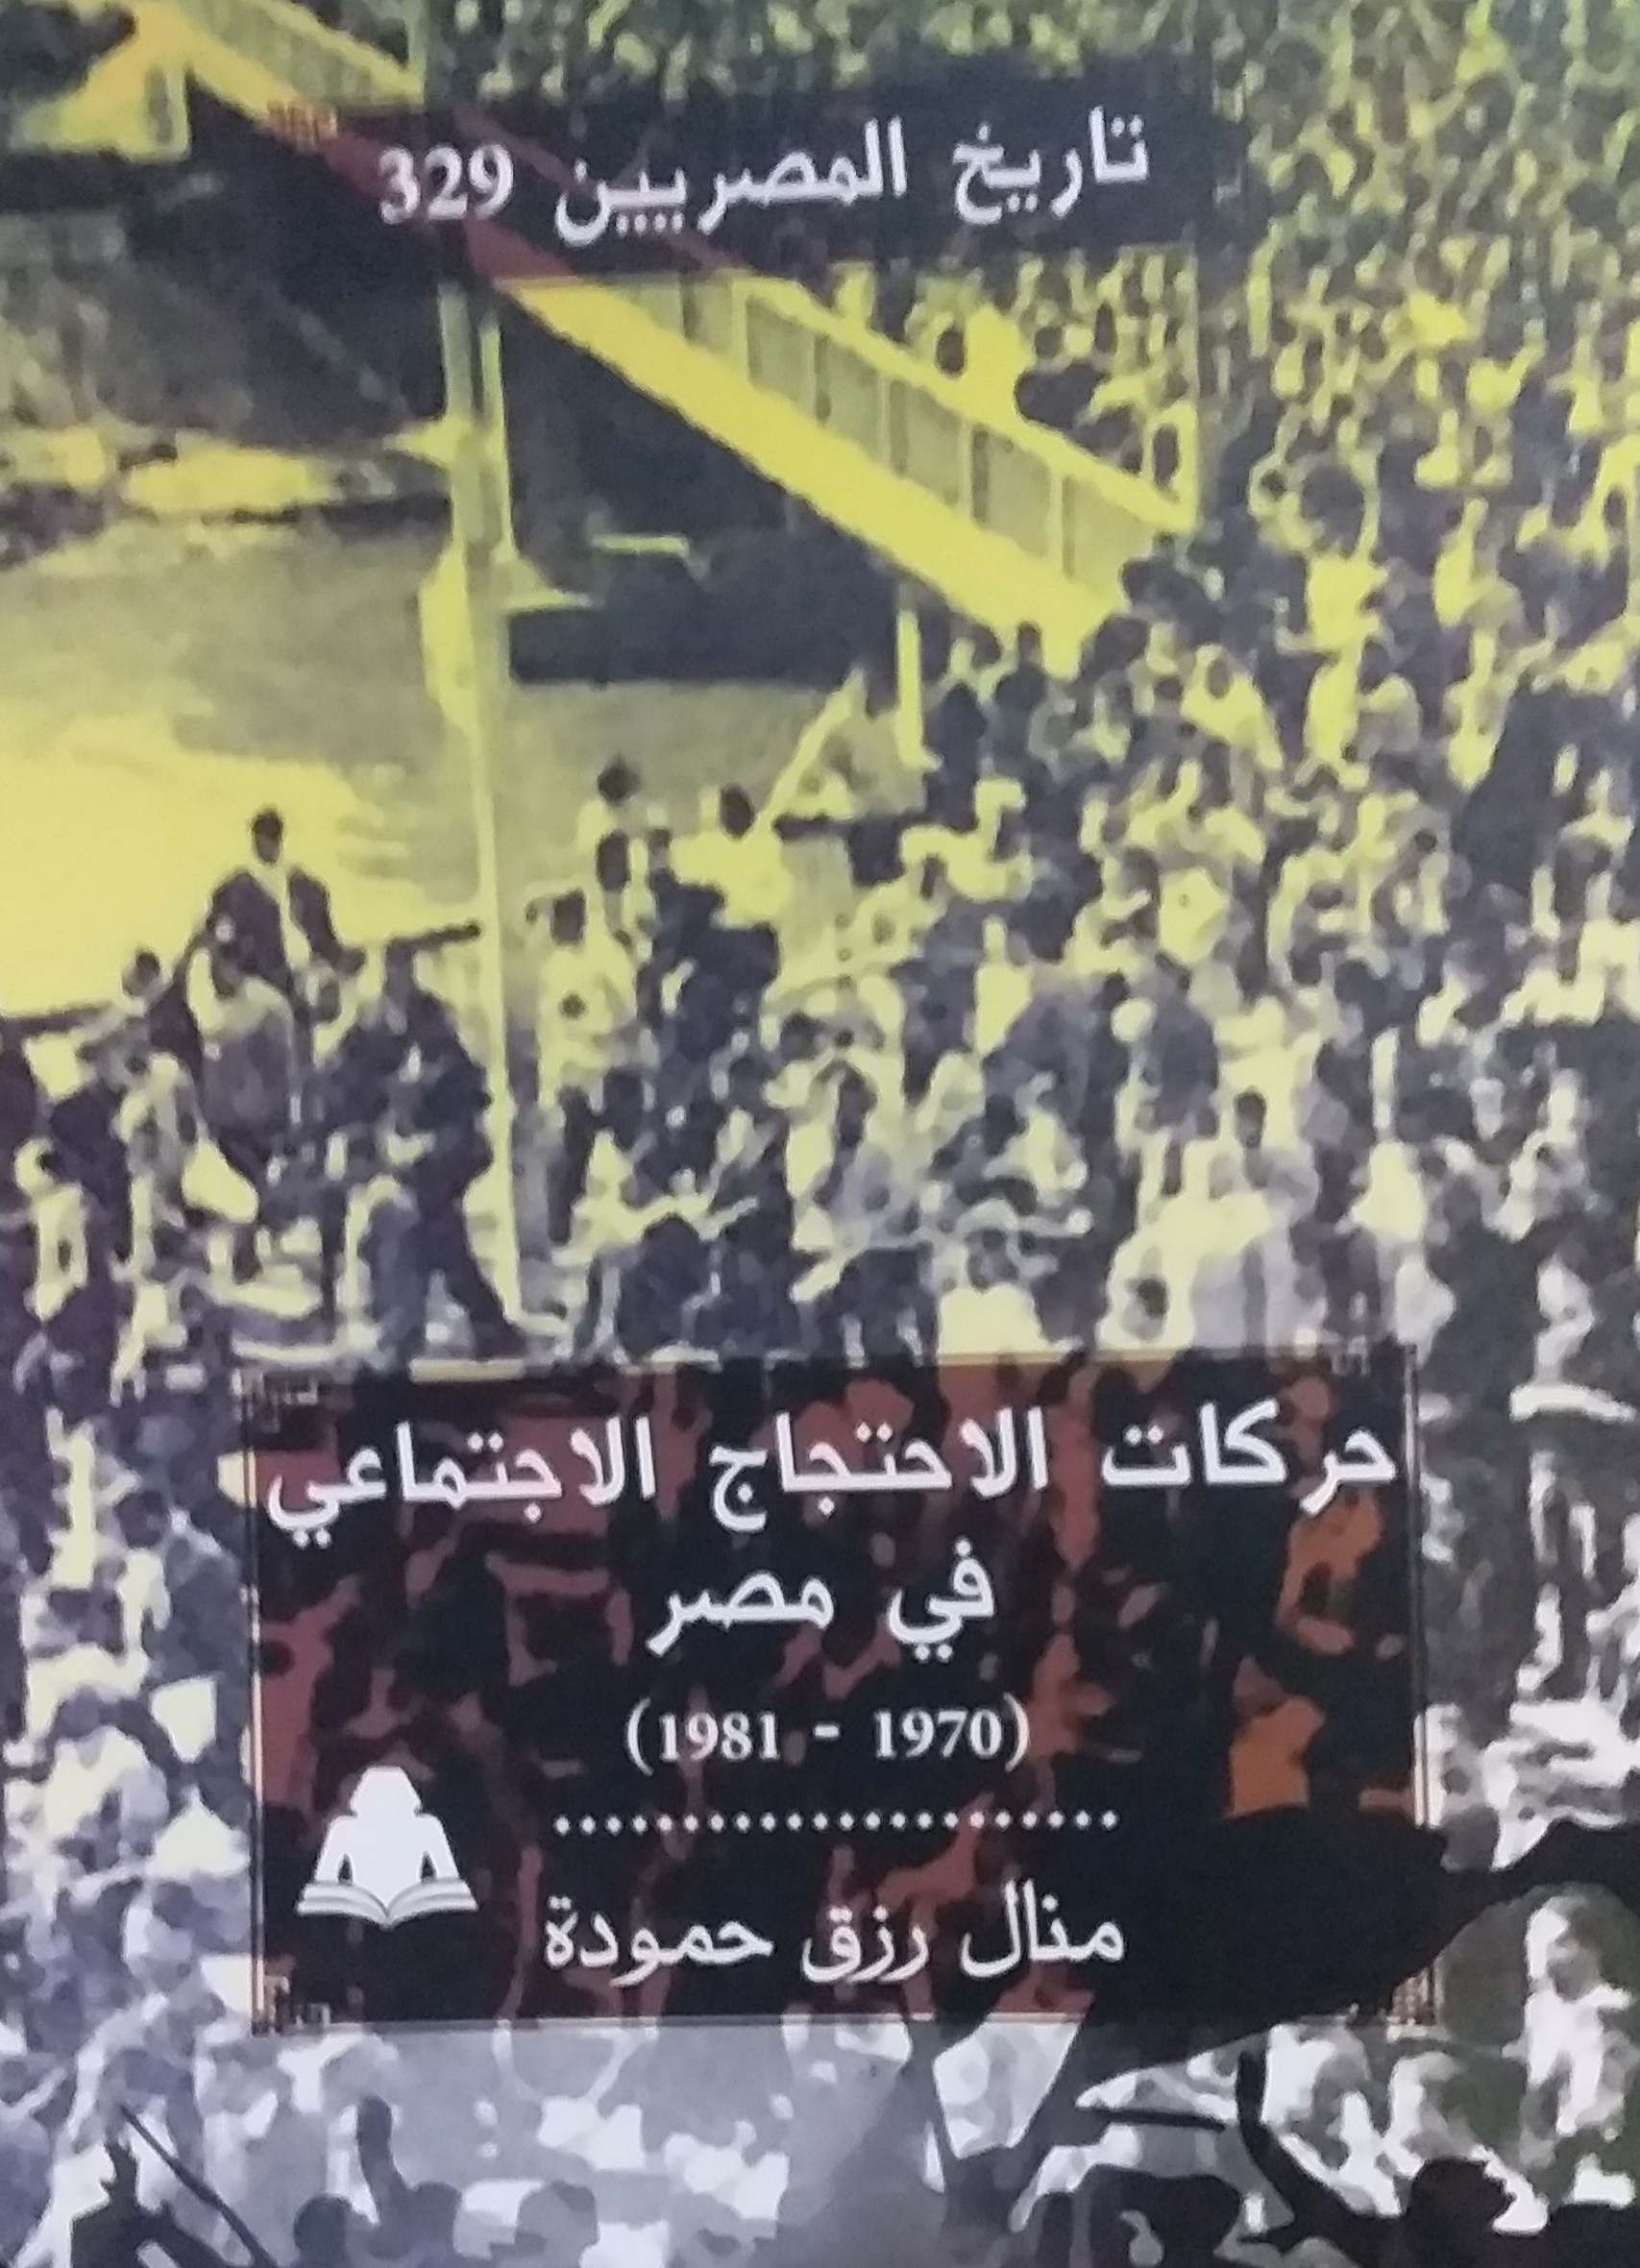 تاريخ المصريين 329
حركات الاحتجاج الاجتماعي
في مصر
(1970 - 1981)
منال رزق حمودة